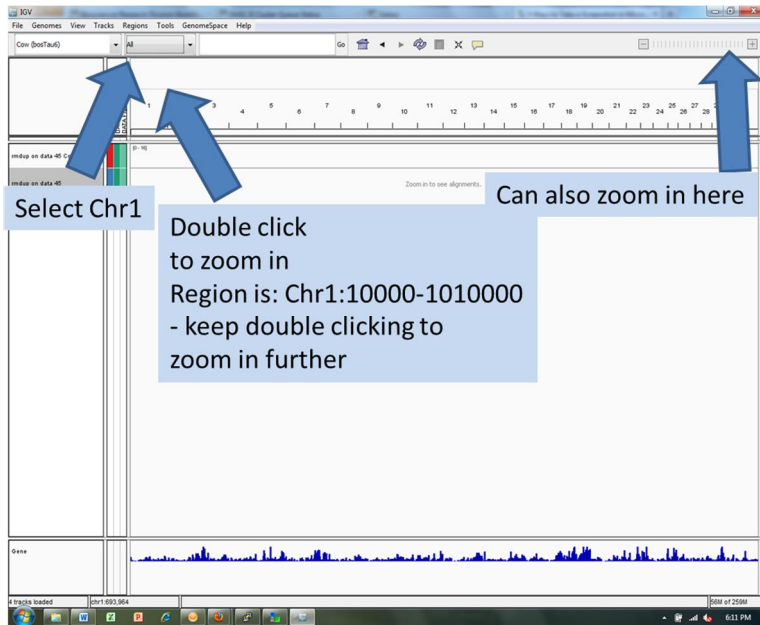 IGV
File Genomes View Tracks Regions Tools GenomeSpace Help
Cow (bosTau6) All Go
1 3 5 7 9 11 13 15 17 19 21 23 25 27
4 6 8 10 12 14 16 18 20 22 24 26 28
[0 - 16]
rmdup on data 45
rmdup on data 45
Zoom in to see alignments.
Select Chr1
Can also zoom in here
Double click
to zoom in
Region is: Chr1:10000-1010000
- keep double clicking to
zoom in further
Gene
4 tracks loaded chr1:693,964 56M of 259M
6:11 PM